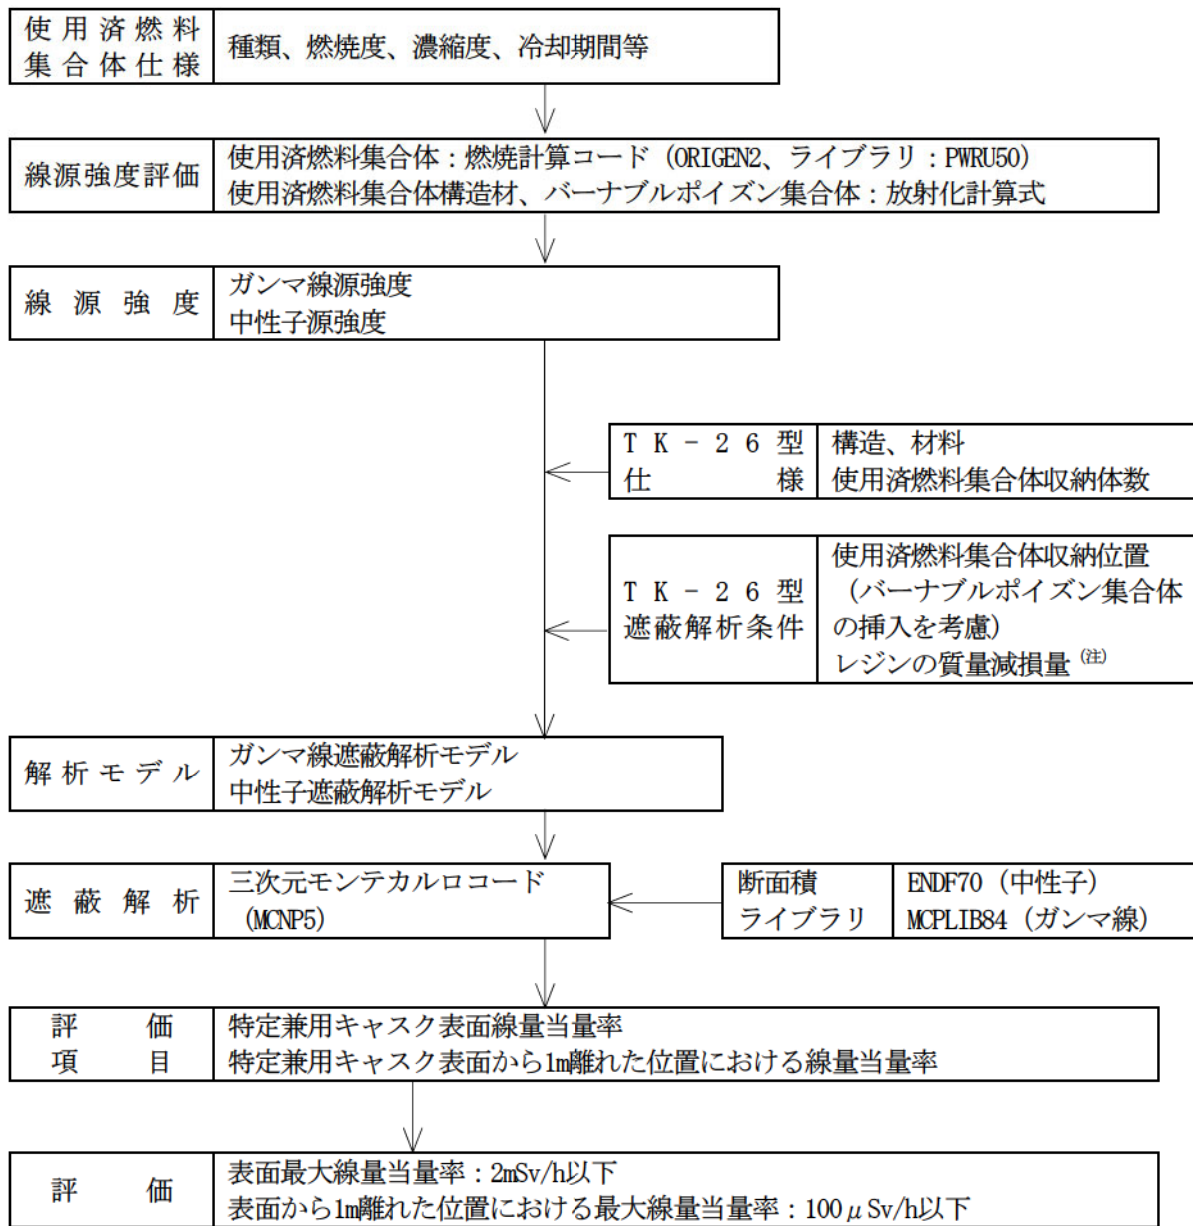 使用済燃料
集合体仕様
種類、燃焼度、濃縮度、冷却期間等
線源強度評価
使用済燃料集合体：燃焼計算コード（ORIGEN2、ライブラリ：PWRU50）
使用済燃料集合体構造材、バーナブルポイズン集合体：放射化計算式
線源強度
ガンマ線源強度
中性子源強度
ＴＫ－２６型
仕様
構造、材料
使用済燃料集合体収納体数
ＴＫ－２６型
遮蔽解析条件
使用済燃料集合体収納位置
（バーナブルポイズン集合体
の挿入を考慮）
レジンの質量減損量（注）
解析モデル
ガンマ線遮蔽解析モデル
中性子遮蔽解析モデル
遮蔽解析
三次元モンテカルロコード
（MCNP5）
断面積
ライブラリ
ENDF70（中性子）
MCPLIB84（ガンマ線）
評価
項目
特定兼用キャスク表面線量当量率
特定兼用キャスク表面から1m離れた位置における線量当量率
評価
表面最大線量当量率：2mSv/h以下
表面から1m離れた位置における最大線量当量率：100μSv/h以下